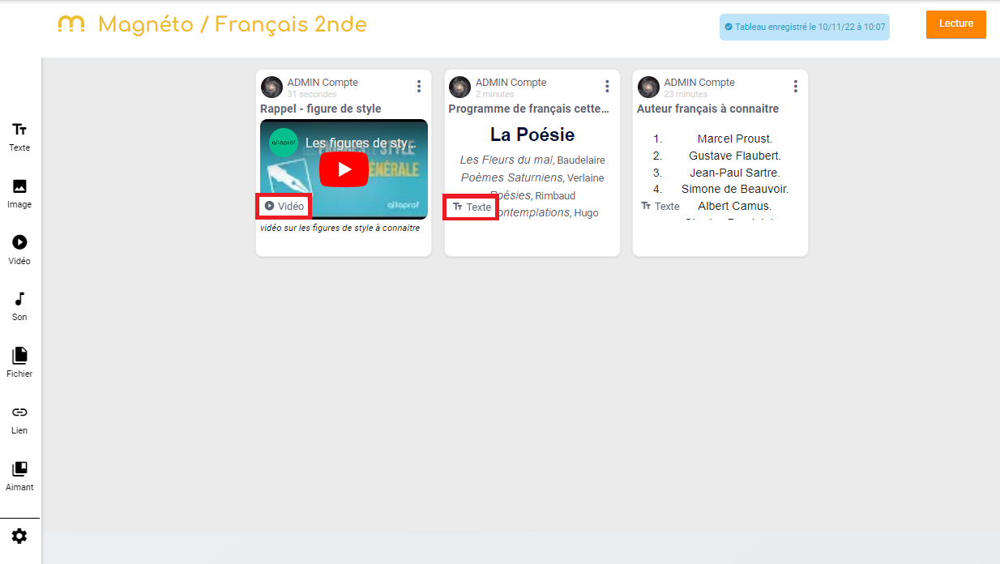 Magnéto / Français 2nde
Tableau enregistré le 10/11/22 à 10:07
Lecture
Texte
Image
Vidéo
Son
Fichier
Lien
Aimant
ADMIN Compte
31 secondes
Rappel - figure de style
alloprof
Les figures de sty...
STYLE
ÉNÉRALE
alloprof
Vidéo
vidéo sur les figures de style à connaitre
ADMIN Compte
2 minutes
Programme de français cette...
La Poésie
Les Fleurs du mal, Baudelaire
Poèmes Saturniens, Verlaine
Poésies, Rimbaud
ontemplations, Hugo
Texte
ADMIN Compte
23 minutes
Auteur français à connaitre
1. Marcel Proust.
2. Gustave Flaubert.
3. Jean-Paul Sartre.
4. Simone de Beauvoir.
Albert Camus.
Texte